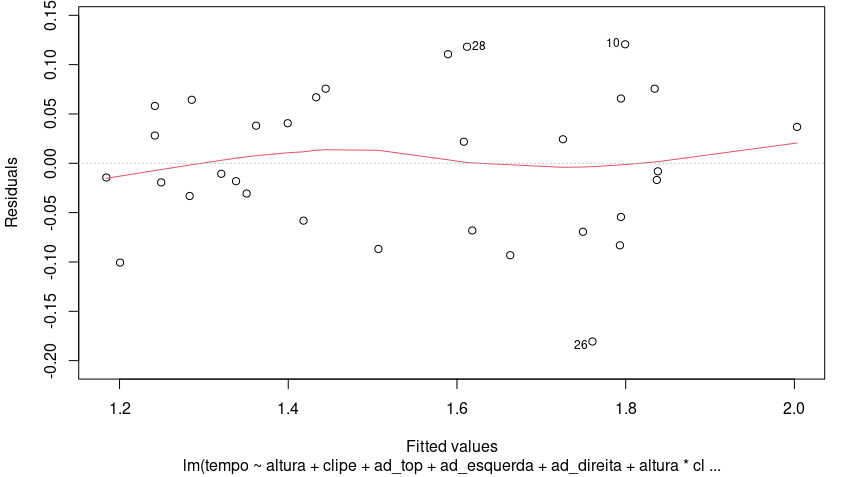 0.15
0.10
0.05
0.00
-0.05
-0.10
-0.15
-0.20
Residuals
28
10
26
1.2 1.4 1.6 1.8 2.0
Fitted values
lm(tempo ~ altura + clipe + ad_top + ad_esquerda + ad_direita + altura * cl ...